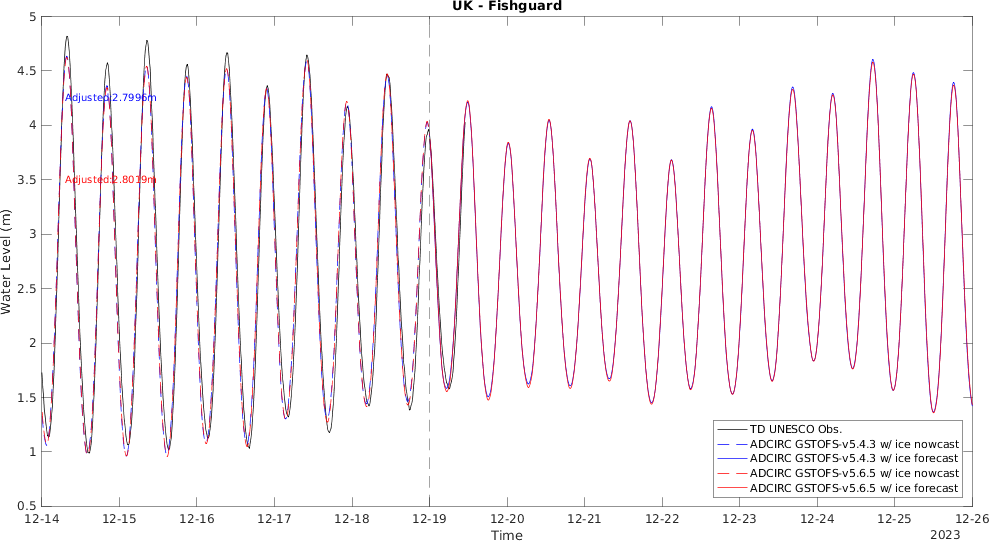 UK - Fishguard
5
4.5
4
3.5
3
2.5
2
1.5
1
0.5
Water Level (m)
Adjusted:2.7996m
Adjusted:2.8019m
TD UNESCO Obs.
ADCIRC GSTOFS-v5.4.3 w/ ice nowcast
ADCIRC GSTOFS-v5.4.3 w/ ice forecast
ADCIRC GSTOFS-v5.6.5 w/ ice nowcast
ADCIRC GSTOFS-v5.6.5 w/ ice forecast
12-14 12-15 12-16 12-17 12-18 12-19 12-20 12-21 12-22 12-23 12-24 12-25 12-26
Time
2023